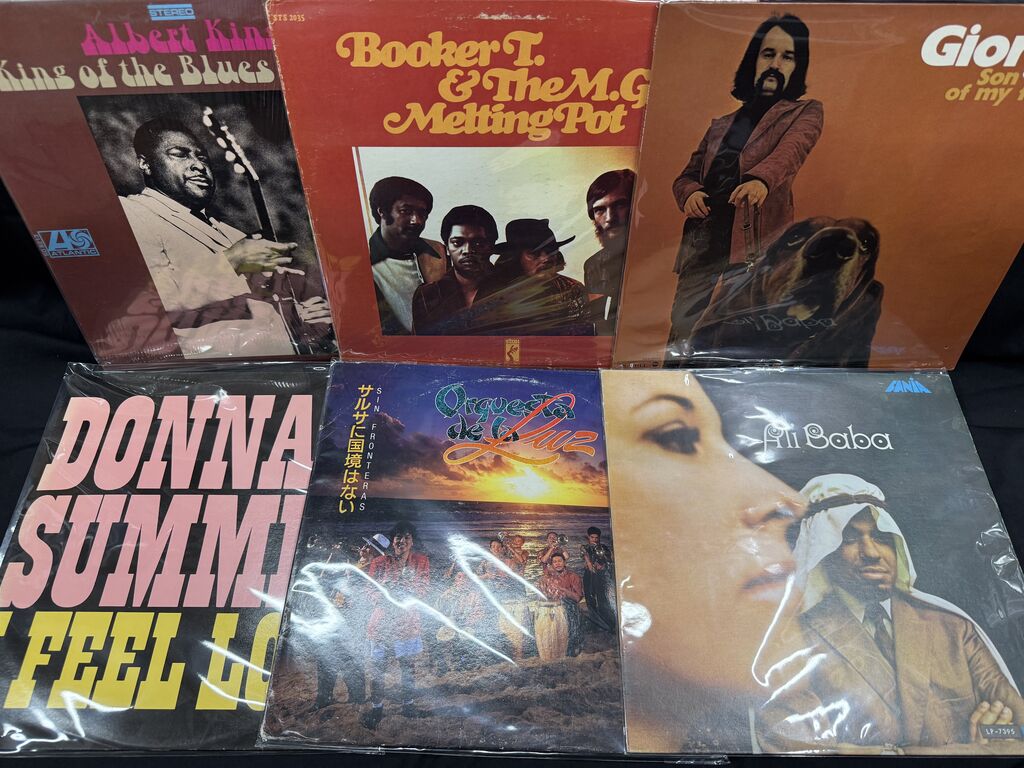 STEREO
Albert Kin
King of the Blues
ATLANTIC
STS 2035
Booker T.
& The M.G
Melting Pot
stax
Gior
Son
of my f
DONNA
SUMM
I FEEL LO
サルサに国境はない
SIN FRONTERAS
Orquesta
de la
Luz
FANIA
Ali Baba
LP-7395